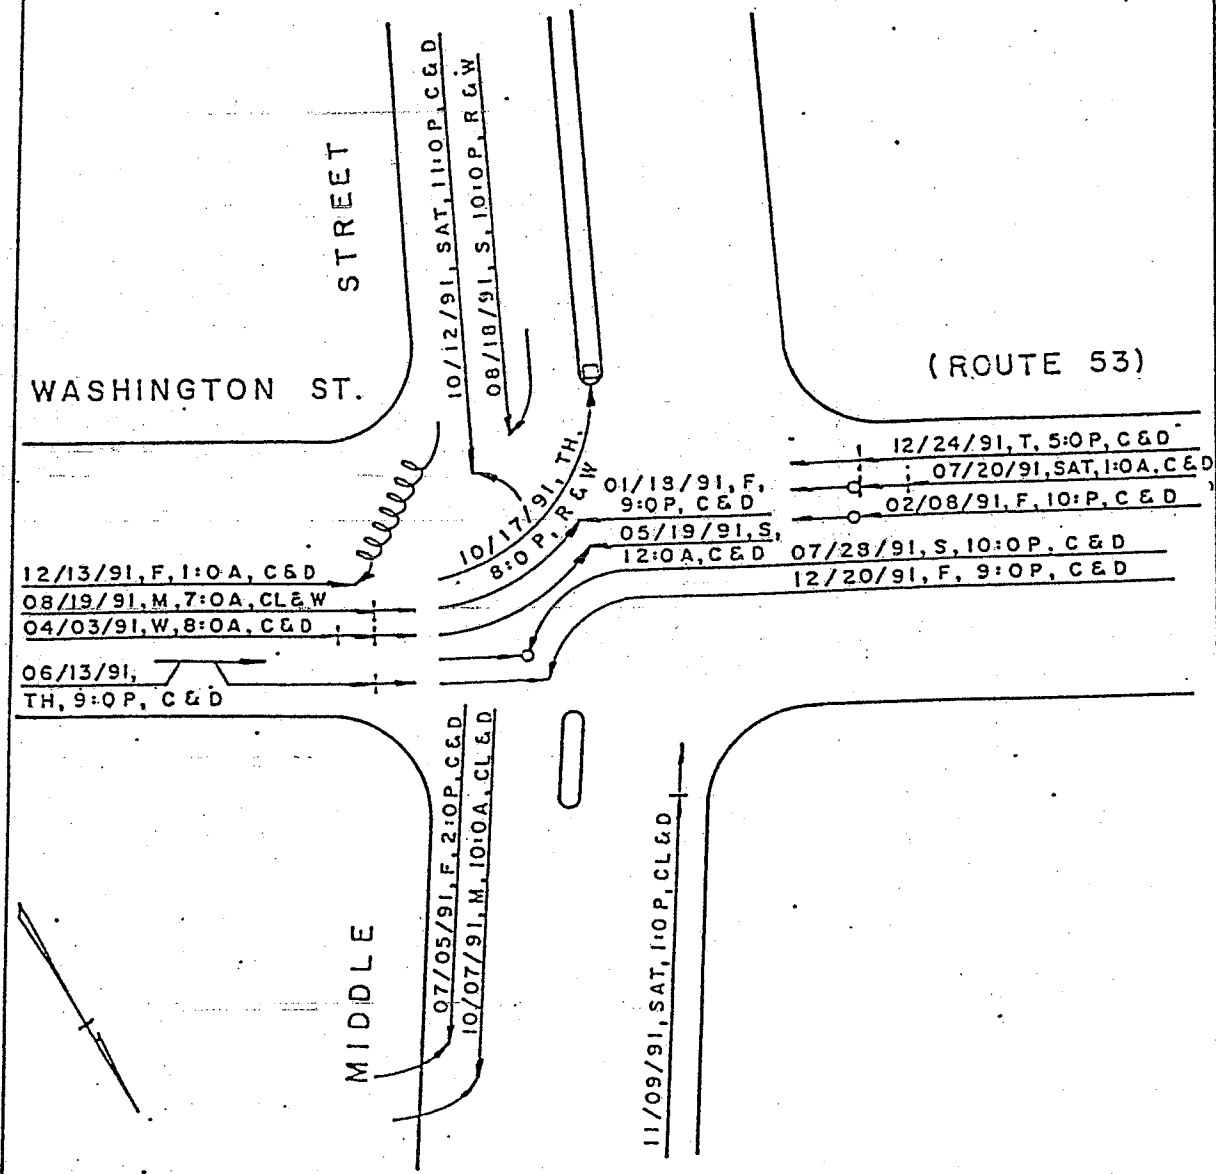 STREET
10/12/91, SAT, 11:0P, C & D
08/18/91, S, 10:0P, R & W
WASHINGTON ST.
(ROUTE 53)
12/24/91, T, 5:0P, C & D
07/20/91, SAT, 1:0A, C & D
02/08/91, F, 10:P, C & D
10/17/91, TH.
8:0 P, R & W
01/18/91, F,
9:0P, C & D
05/19/91, S,
12:0A, C & D
07/28/91, S, 10:0P, C & D
12/20/91, F, 9:0P, C & D
12/13/91, F, 1:0A, C & D
08/19/91, M, 7:0A, CL & W
04/03/91, W, 8:0A, C & D
06/13/91,
TH, 9:0P, C & D
07/05/91, F, 2:0P, C & D
10/07/91, M, 10:0A, CL & D
MIDDLE
11/09/91, SAT, 1:0P, CL & D